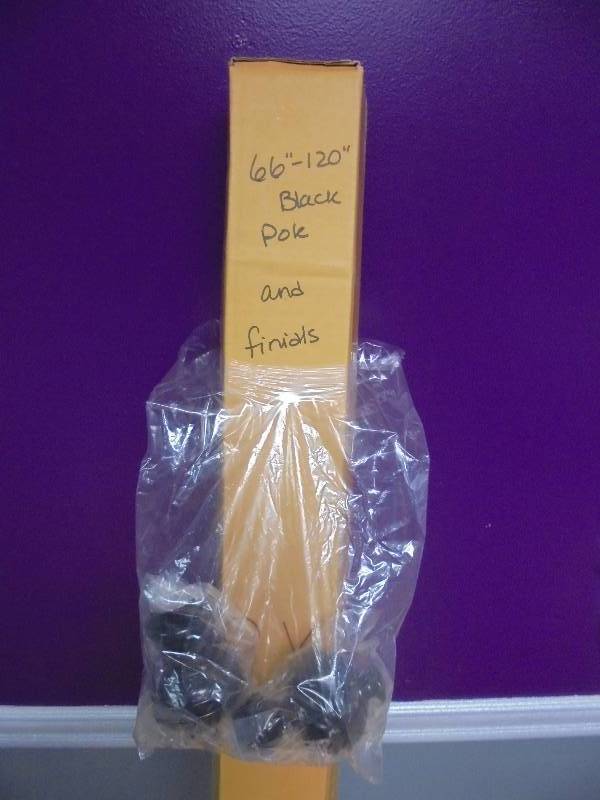 66"-120"
Black
Pole
and
finials